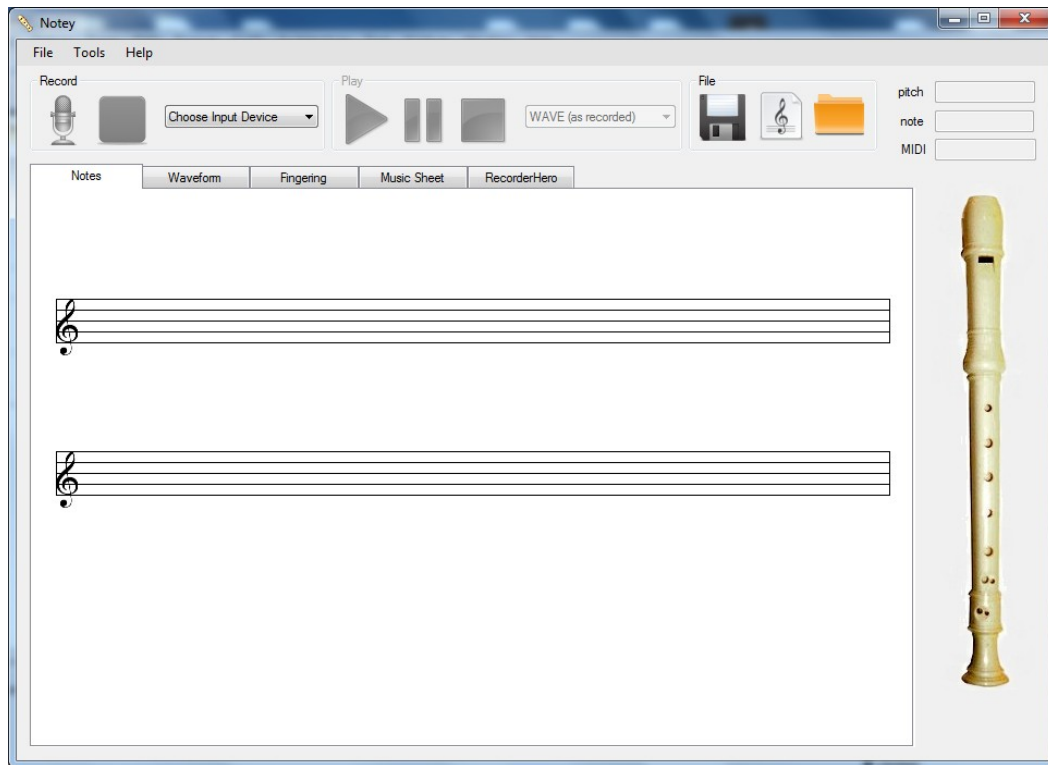 Notey
File Tools Help
Record
Play
File
Choose Input Device
WAVE (as recorded)
pitch
note
MIDI
Notes Waveform Fingering Music Sheet RecorderHero